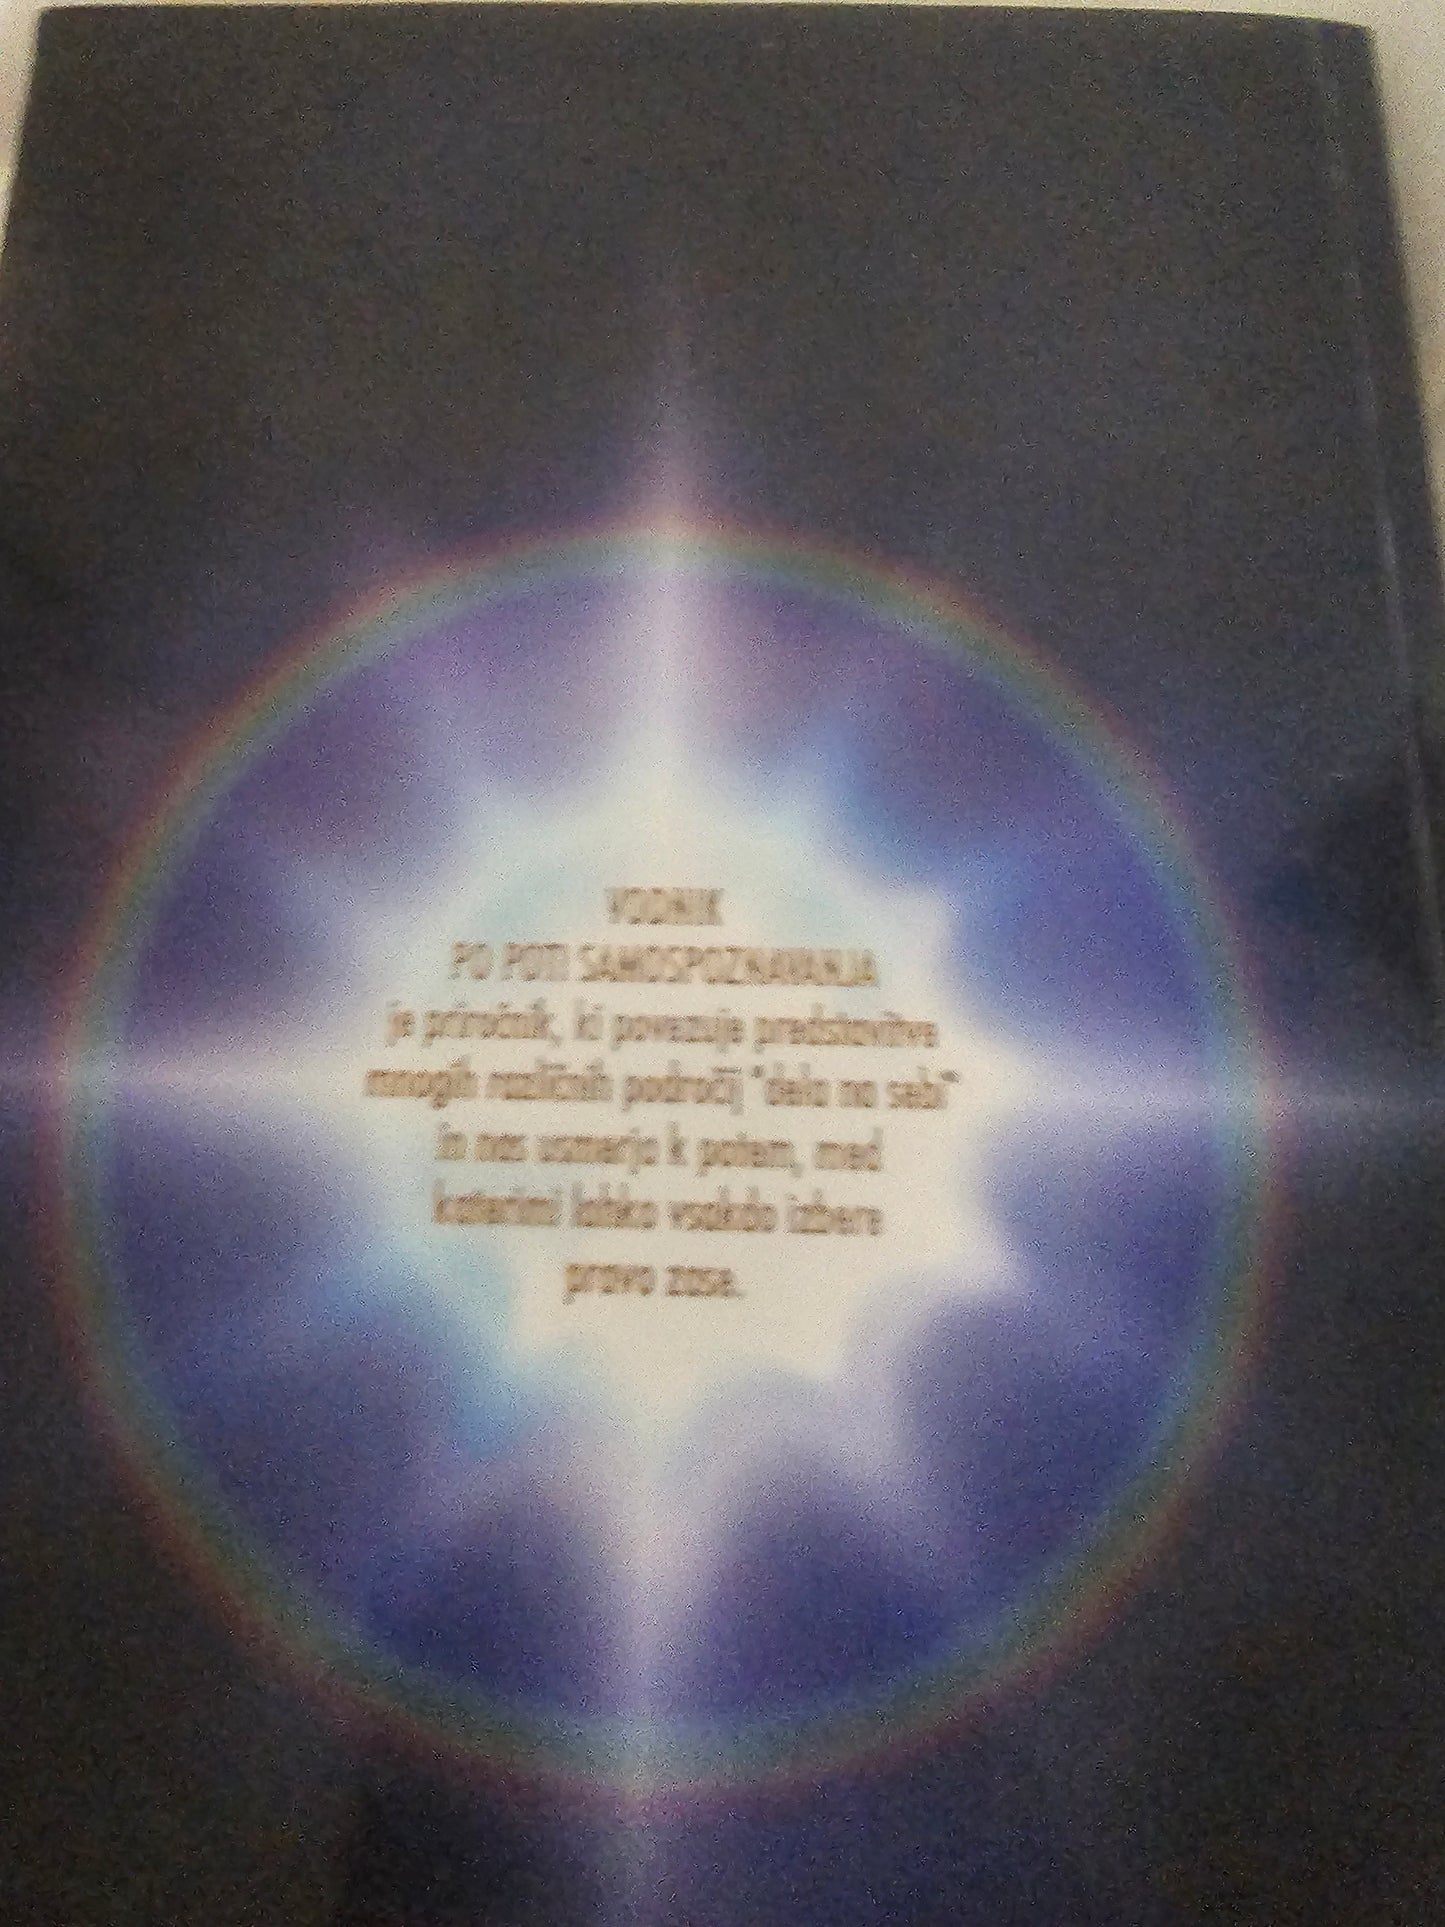 VODNIK
PO POTI SAMOSPOZNAVANJA
je priročnik, ki povezuje predstavitve
mnogih različnih področij "dela na sebi"
in nas usmerja k potem, med
katerimi lahko vsakdo izbere
pravo zase.